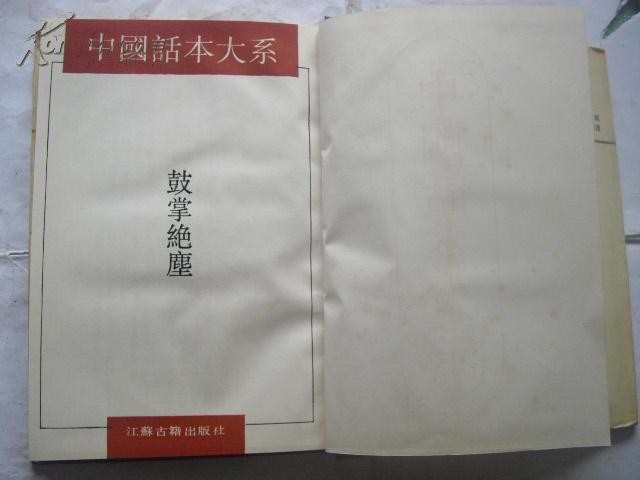 中國話本大系
鼓掌絶塵
江蘇古籍出版社